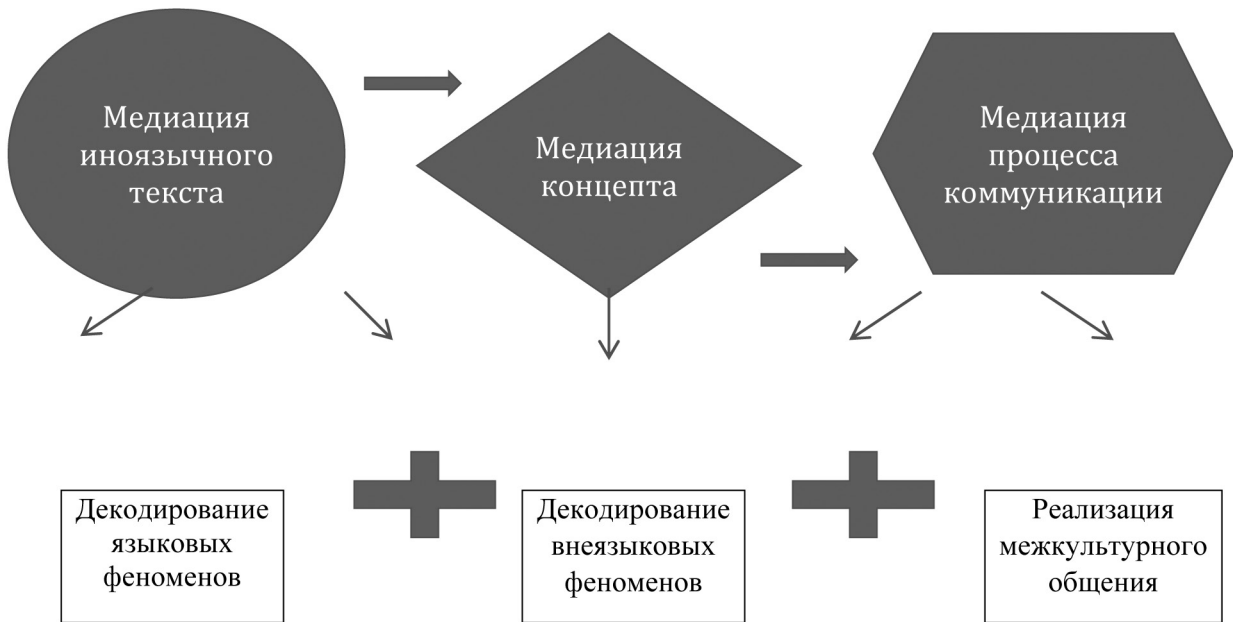 Медиация
иноязычного
текста
Медиация
концепта
Медиация
процесса
коммуникации
Декодирование
языковых
феноменов
Декодирование
внеязыковых
феноменов
Реализация
межкультурного
общения